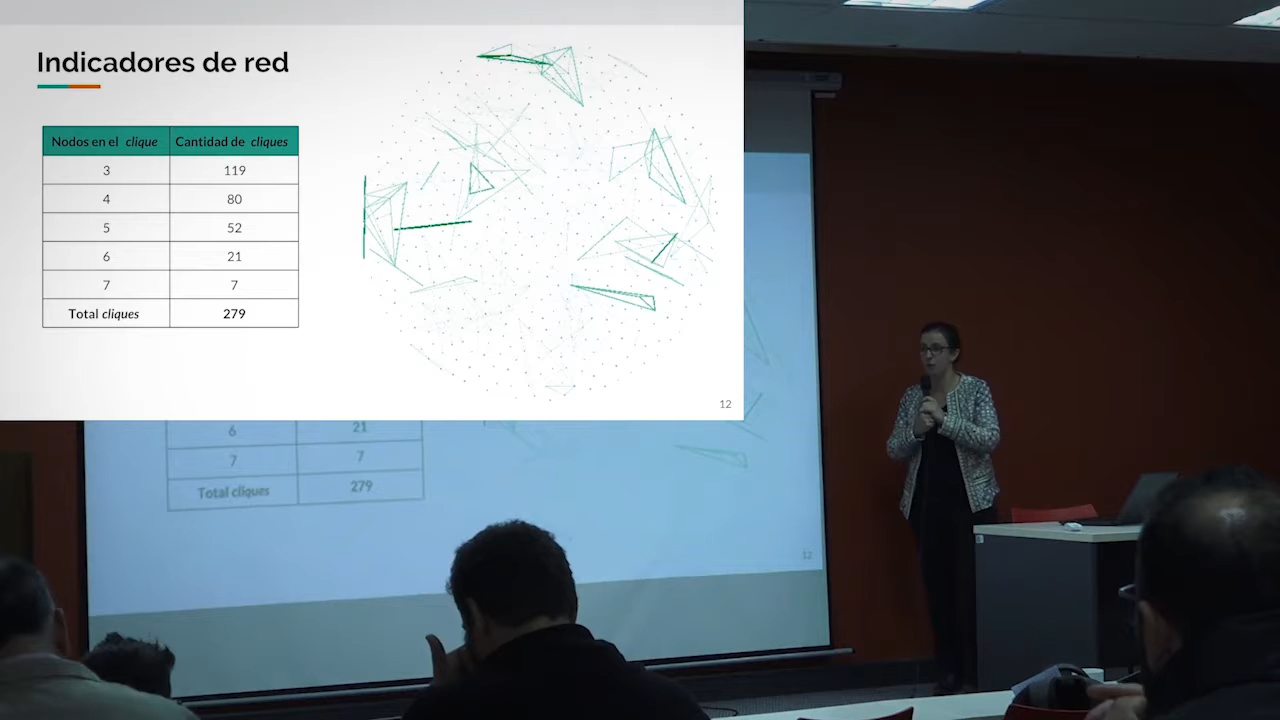 Indicadores de red
Nodos en el clique Cantidad de cliques
3 119
4 80
5 52
6 21
7 7
Total cliques 279
12
6 21
7 7
Total cliques 279
12